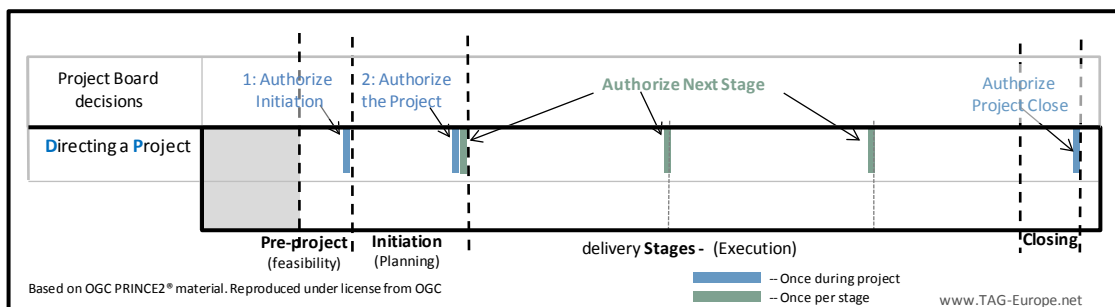 Project Board
decisions
1: Authorize
Initiation
2: Authorize
the Project
Authorize Next Stage
Authorize
Project Close
Directing a Project
Pre-project
(feasibility)
Initiation
(Planning)
delivery Stages - (Execution)
Closing
-- Once during project
-- Once per stage
Based on OGC PRINCE2® material. Reproduced under license from OGC
www.TAG-Europe.net